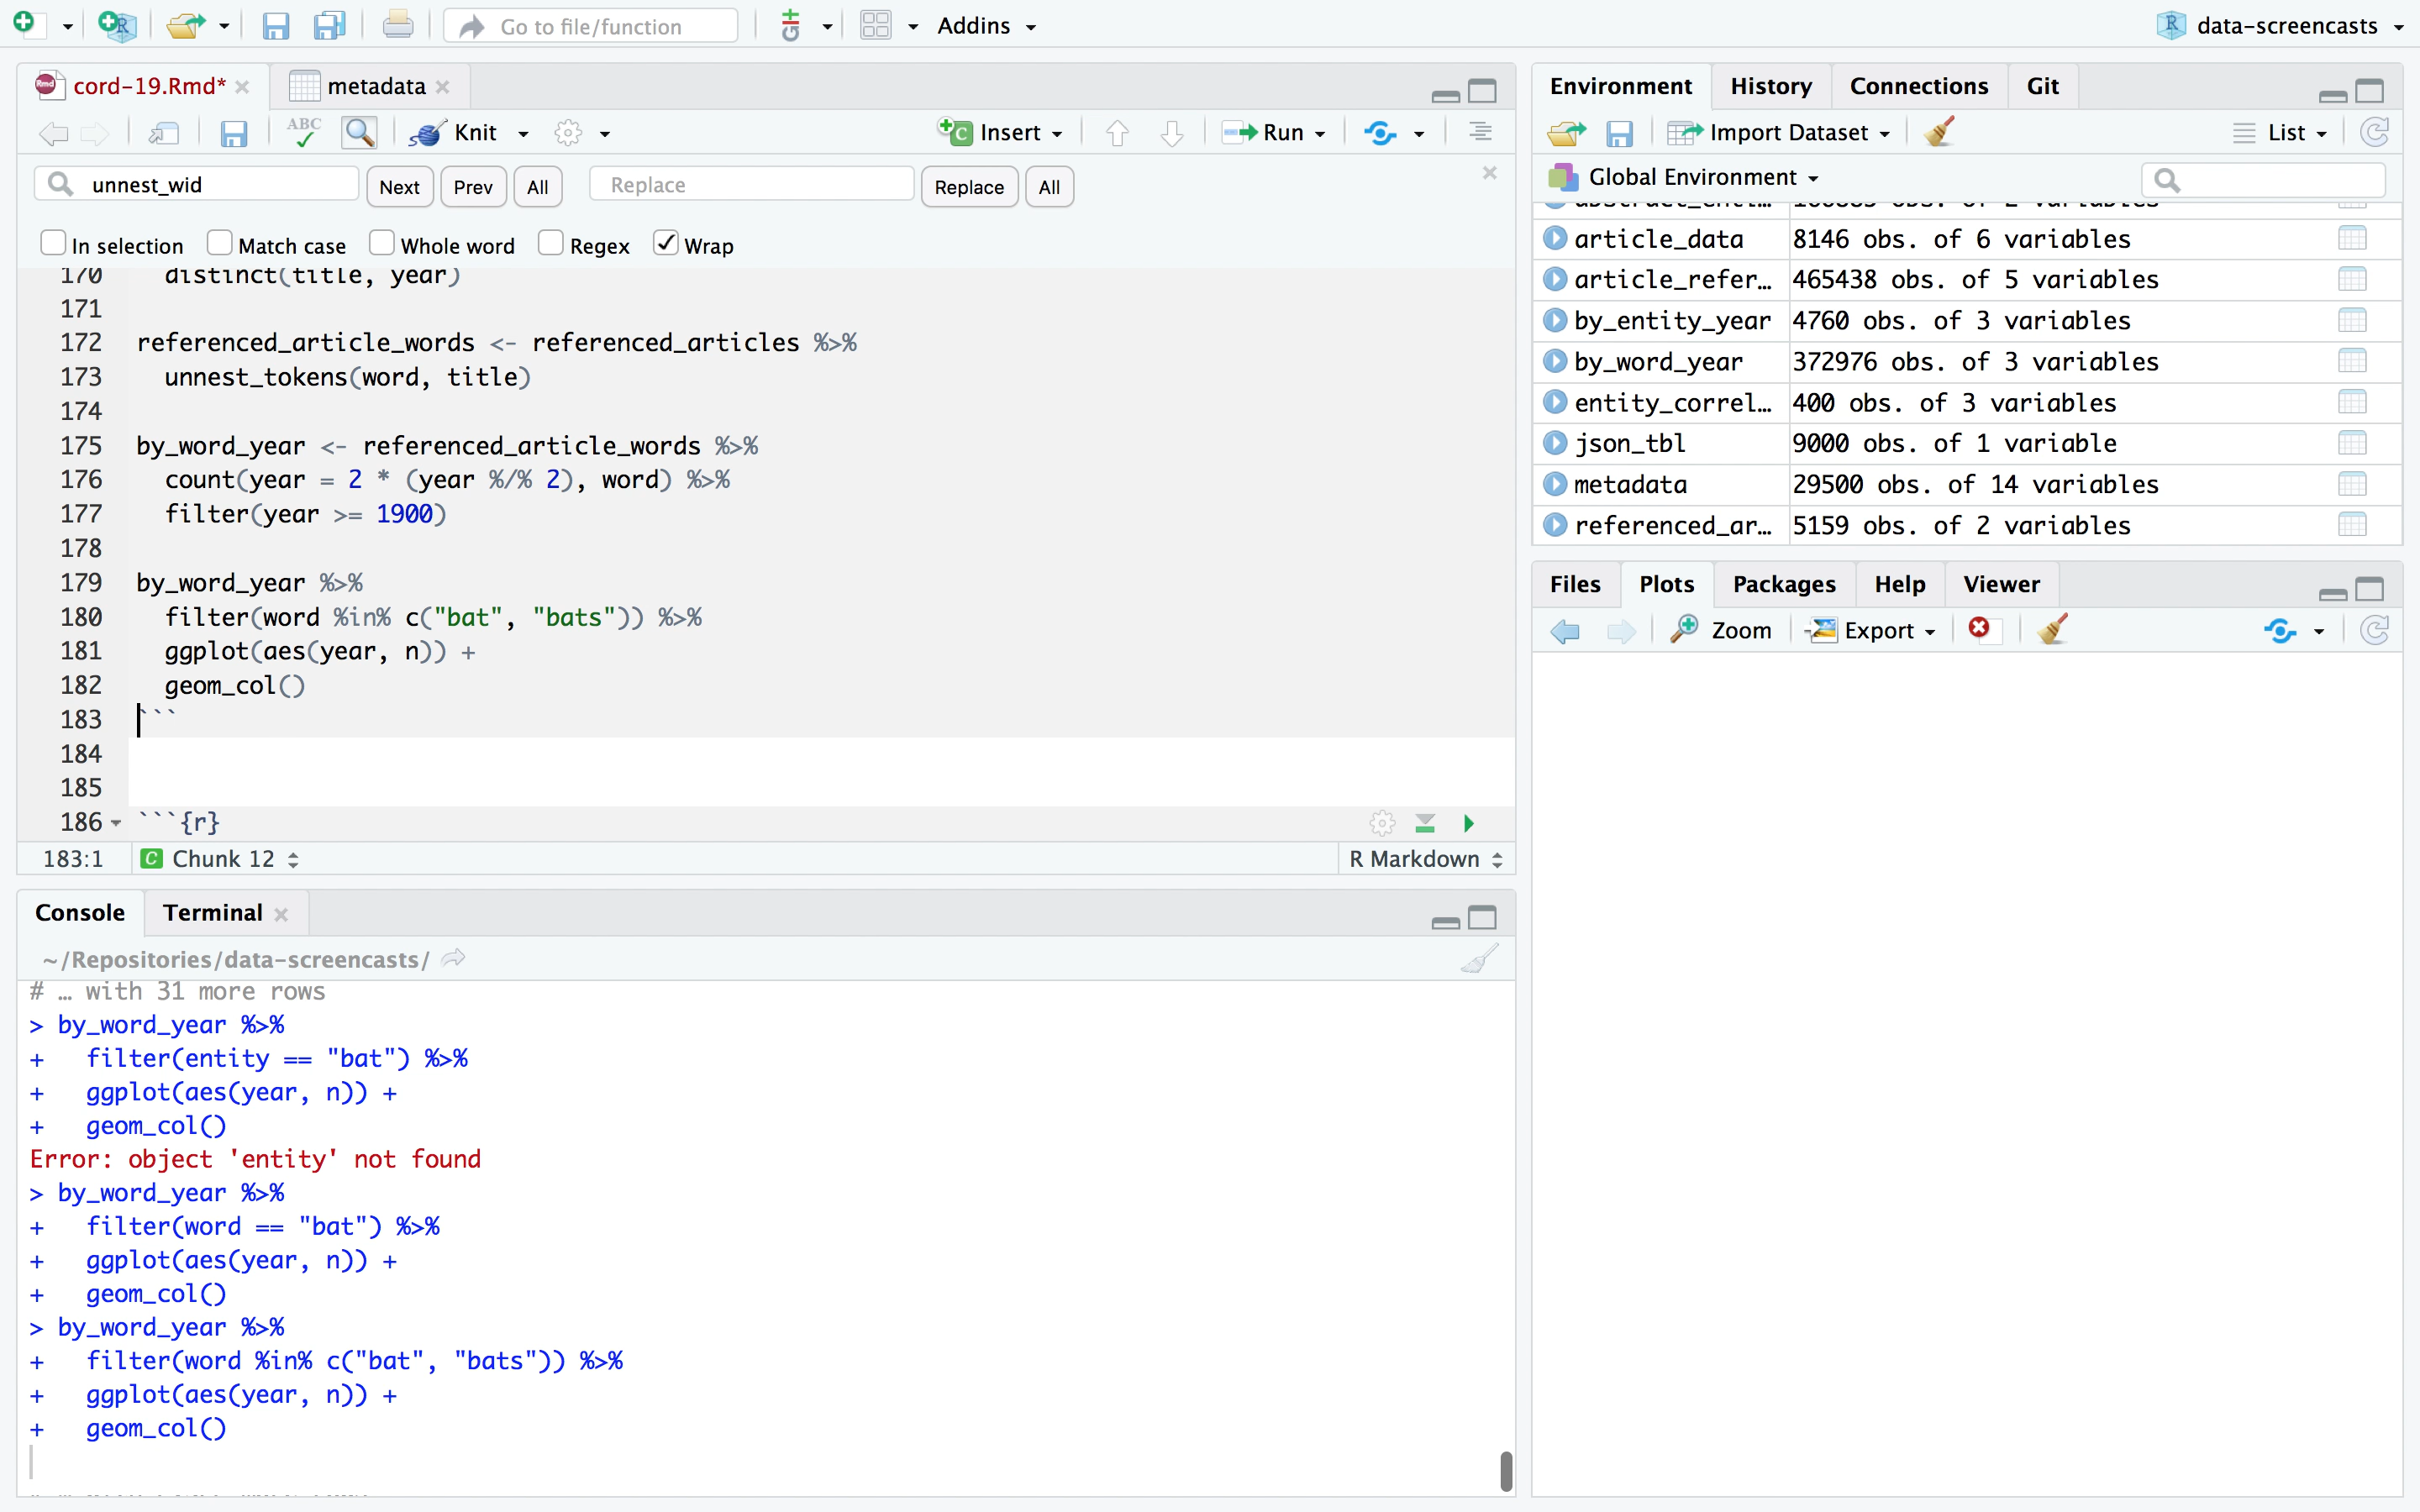 Go to file/function
Addins
data-screencasts
cord-19.Rmd*
metadata
ABC
Knit
Insert
Run
unnest_wid
Next
Prev
All
Replace
Replace
All
In selection
Match case
Whole word
Regex
Wrap
170 distinct(title, year)
171
172 referenced_article_words <- referenced_articles %>%
173 unnest_tokens(word, title)
174
175 by_word_year <- referenced_article_words %>%
176 count(year = 2 * (year %/% 2), word) %>%
177 filter(year >= 1900)
178
179 by_word_year %>%
180 filter(word %in% c("bat", "bats")) %>%
181 ggplot(aes(year, n)) +
182 geom_col()
183 ```
184
185
186 ```{r}
183:1
Chunk 12
R Markdown
Console
Terminal
~/Repositories/data-screencasts/
# … with 31 more rows
> by_word_year %>%
+ filter(entity == "bat") %>%
+ ggplot(aes(year, n)) +
+ geom_col()
Error: object 'entity' not found
> by_word_year %>%
+ filter(word == "bat") %>%
+ ggplot(aes(year, n)) +
+ geom_col()
> by_word_year %>%
+ filter(word %in% c("bat", "bats")) %>%
+ ggplot(aes(year, n)) +
+ geom_col()
Environment
History
Connections
Git
Import Dataset
List
Global Environment
article_data 8146 obs. of 6 variables
article_refer… 465438 obs. of 5 variables
by_entity_year 4760 obs. of 3 variables
by_word_year 372976 obs. of 3 variables
entity_correl… 400 obs. of 3 variables
json_tbl 9000 obs. of 1 variable
metadata 29500 obs. of 14 variables
referenced_ar… 5159 obs. of 2 variables
Files
Plots
Packages
Help
Viewer
Zoom
Export